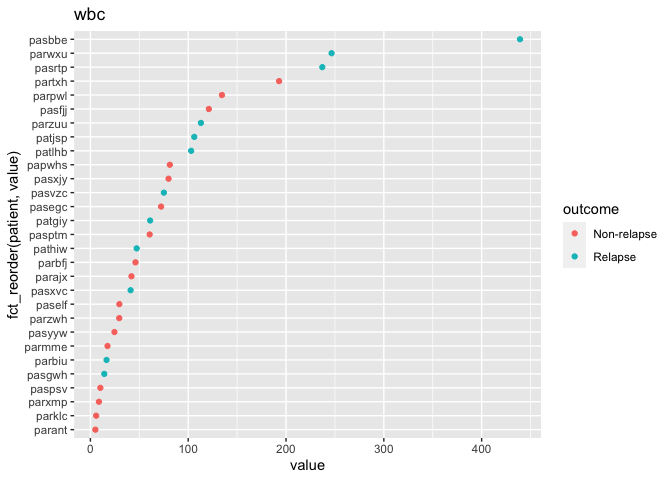 wbc
fct_reorder(patient, value)
pasbbe
parwxu
pasrtp
partxh
parpwl
pasfjj
parzuu
patjsp
patlhb
papwhs
pasxjy
pasvzc
pasegc
patgiy
pasptm
pathiw
parbfj
parajx
pasxvc
paself
parzwh
pasyyw
parmme
parbiu
pasgwh
paspsv
parxmp
parklc
parant
0 100 200 300 400
value
outcome
Non-relapse
Relapse